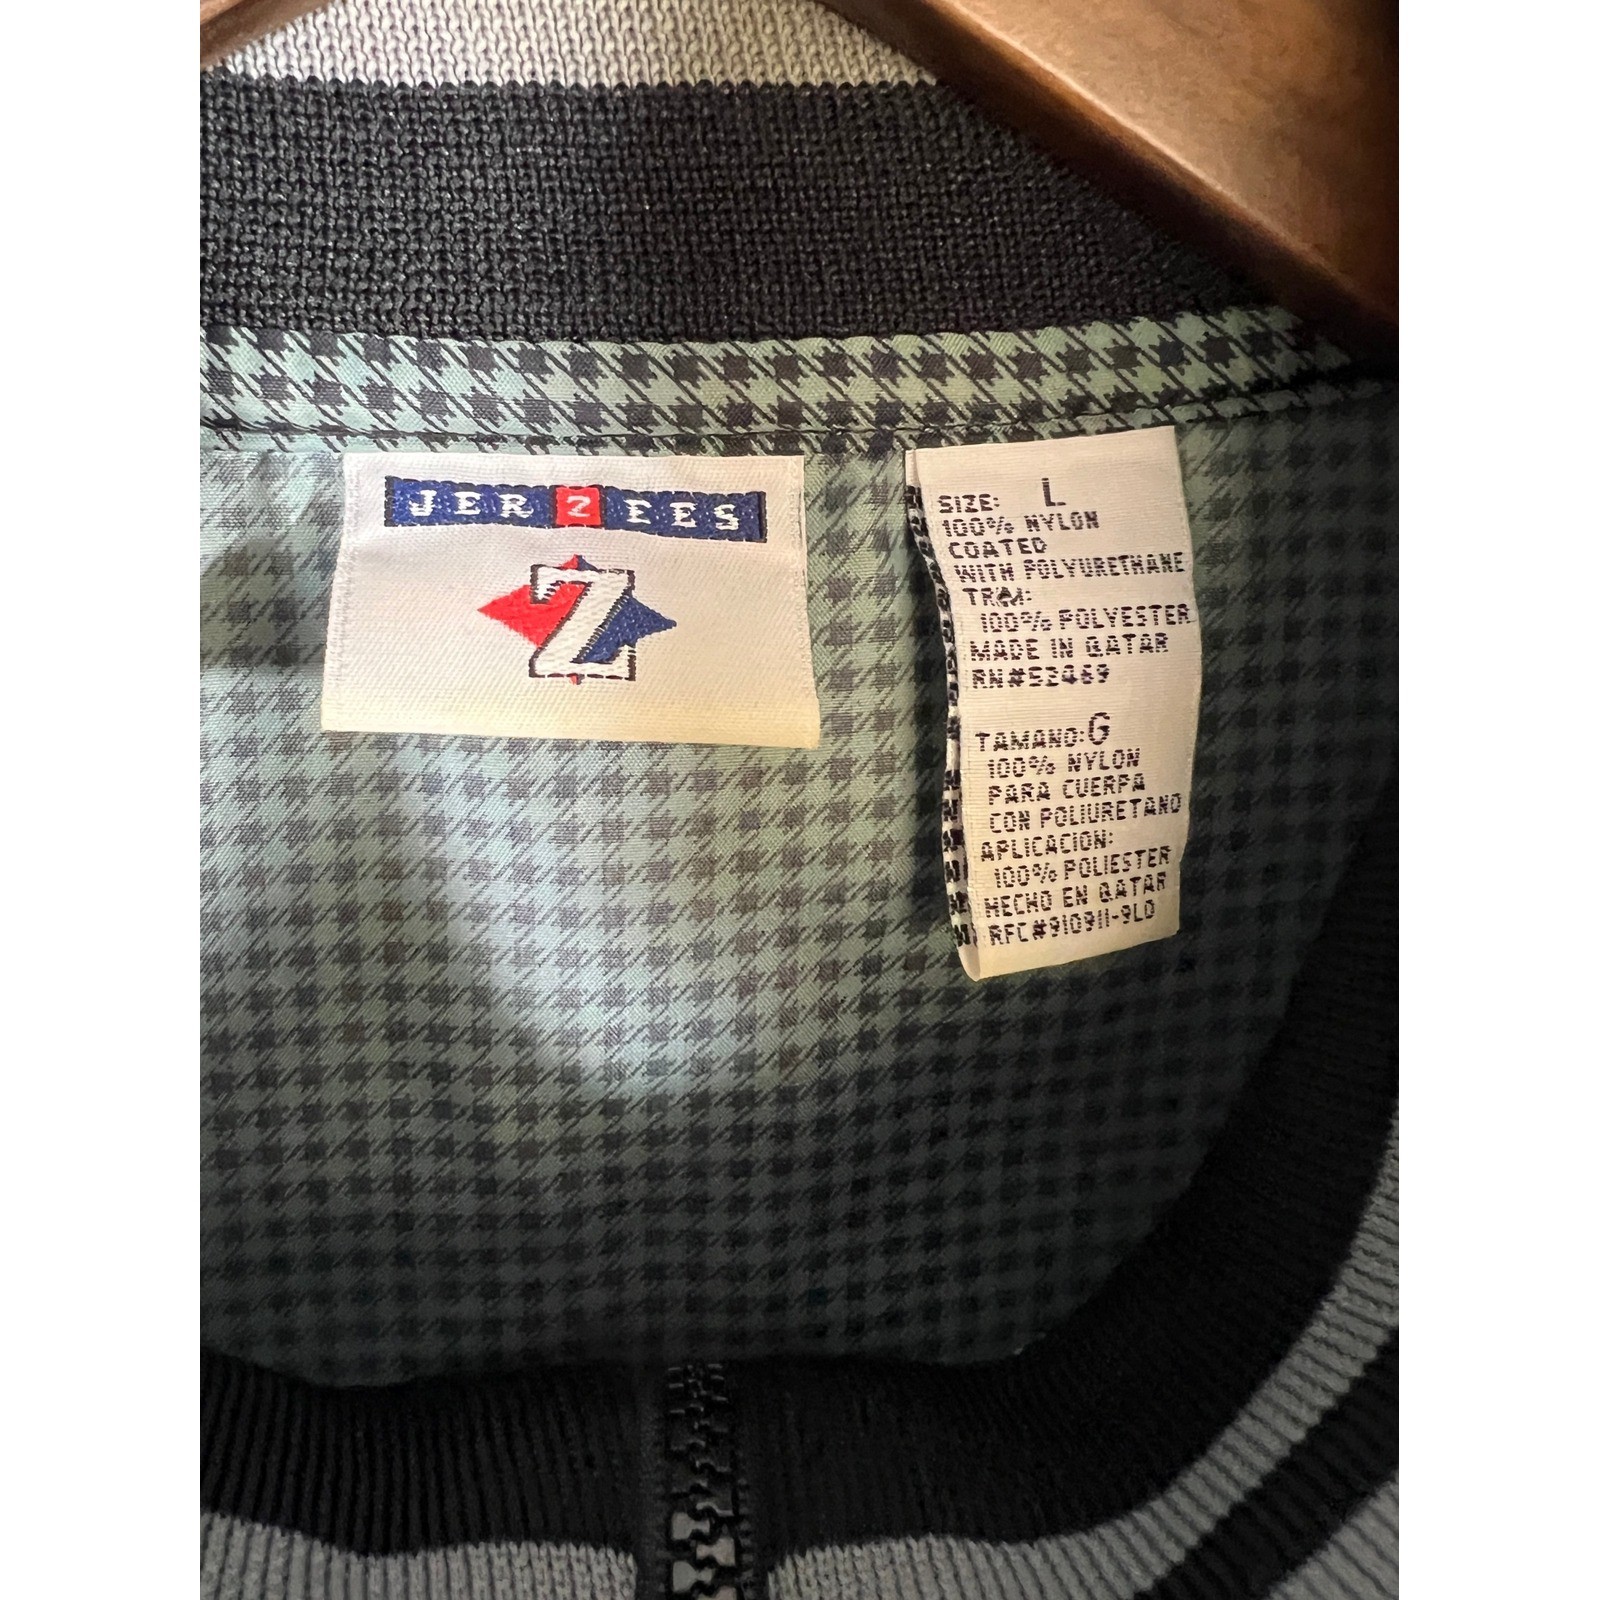 JERZEES
Z
SIZE: L
100% NYLON
COATED
WITH POLYURETHANE
TRIM:
100% POLYESTER
MADE IN QATAR
RN#52469
TAMANO: G
100% NYLON
PARA CUERPA
CON POLIURETANO
APLICACION:
100% POLIESTER
HECHO EN QATAR
RFC#910911-9L0